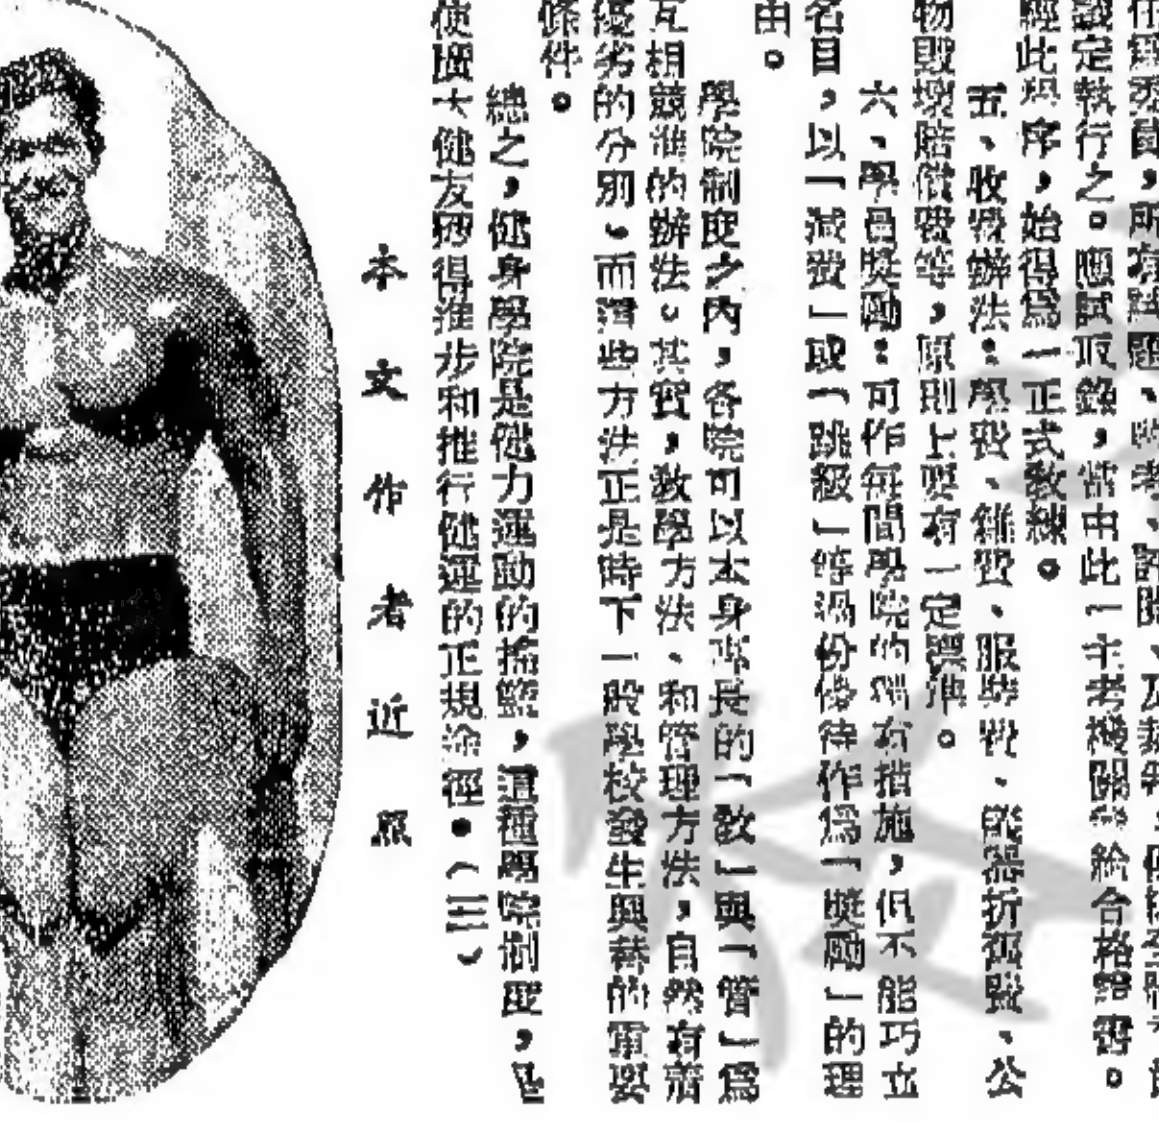 議定執行之。應試取錄,當由此一主考機關發給合格證書。
經此程序,始得爲一正式教練。
五、收費辦法:學費、雜費、服裝費、儀器折舊費、公
物毀壞賠償費等,原則上要有一定標準。
六、學員獎勵:可作每間學院的獨有措施,但不能巧立
名目,以「減費」或「跳級」等過份優待作爲「獎勵」的理
由。
學院制度之內,各院可以本身專長的「教」與「管」爲
互相競進的辦法。其實,教學方法、和管理方法,自然有着
優劣的分別。而這些方法正是時下一般學校發生興替的重要
條件。
總之,健身學院是健力運動的搖籃,這種學院制度,
使廣大健友獲得進步和推行健運的正規途徑。(三)
本文作者近照